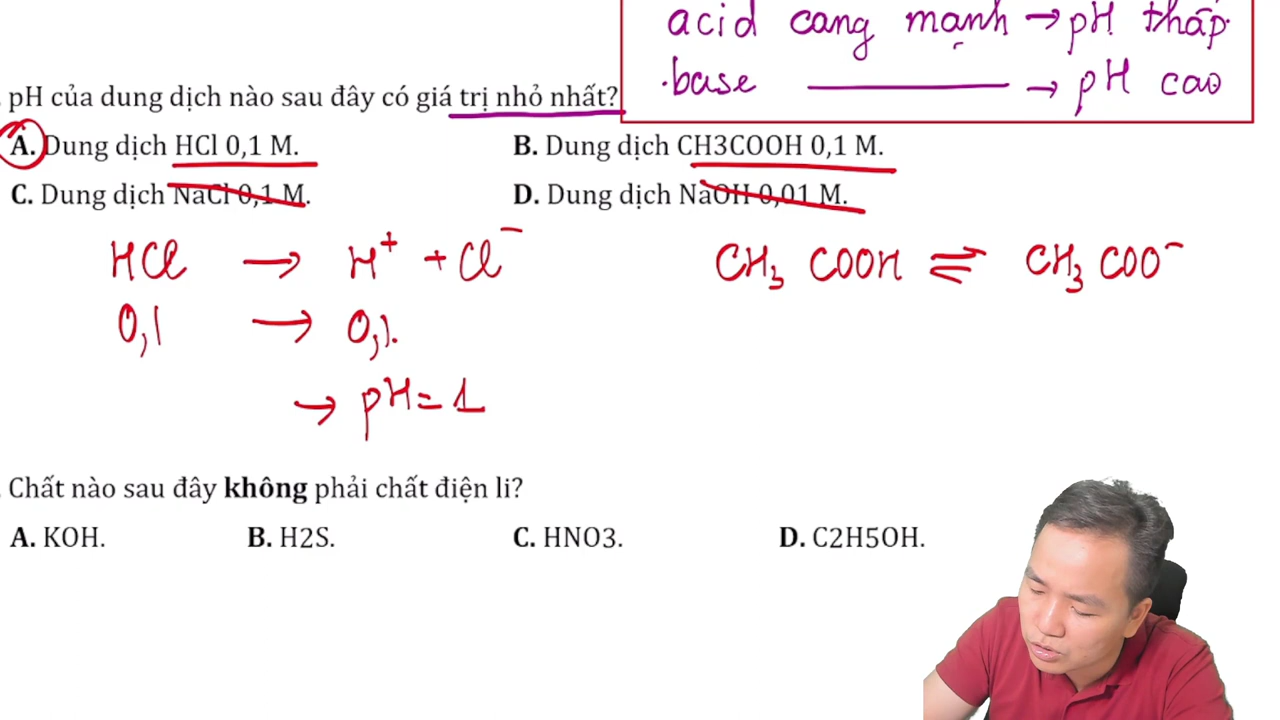 acid càng mạnh → pH thấp
.base ——— → pH cao
. pH của dung dịch nào sau đây có giá trị nhỏ nhất?
A. Dung dịch HCl 0,1 M.
B. Dung dịch CH3COOH 0,1 M.
C. Dung dịch NaCl 0,1 M.
D. Dung dịch NaOH 0,01 M.
HCl → H⁺ + Cl⁻
CH₃COOH ⇌ CH₃COO⁻
0,1 → 0,1.
→ pH = 1
. Chất nào sau đây không phải chất điện li?
A. KOH. B. H2S. C. HNO3. D. C2H5OH.